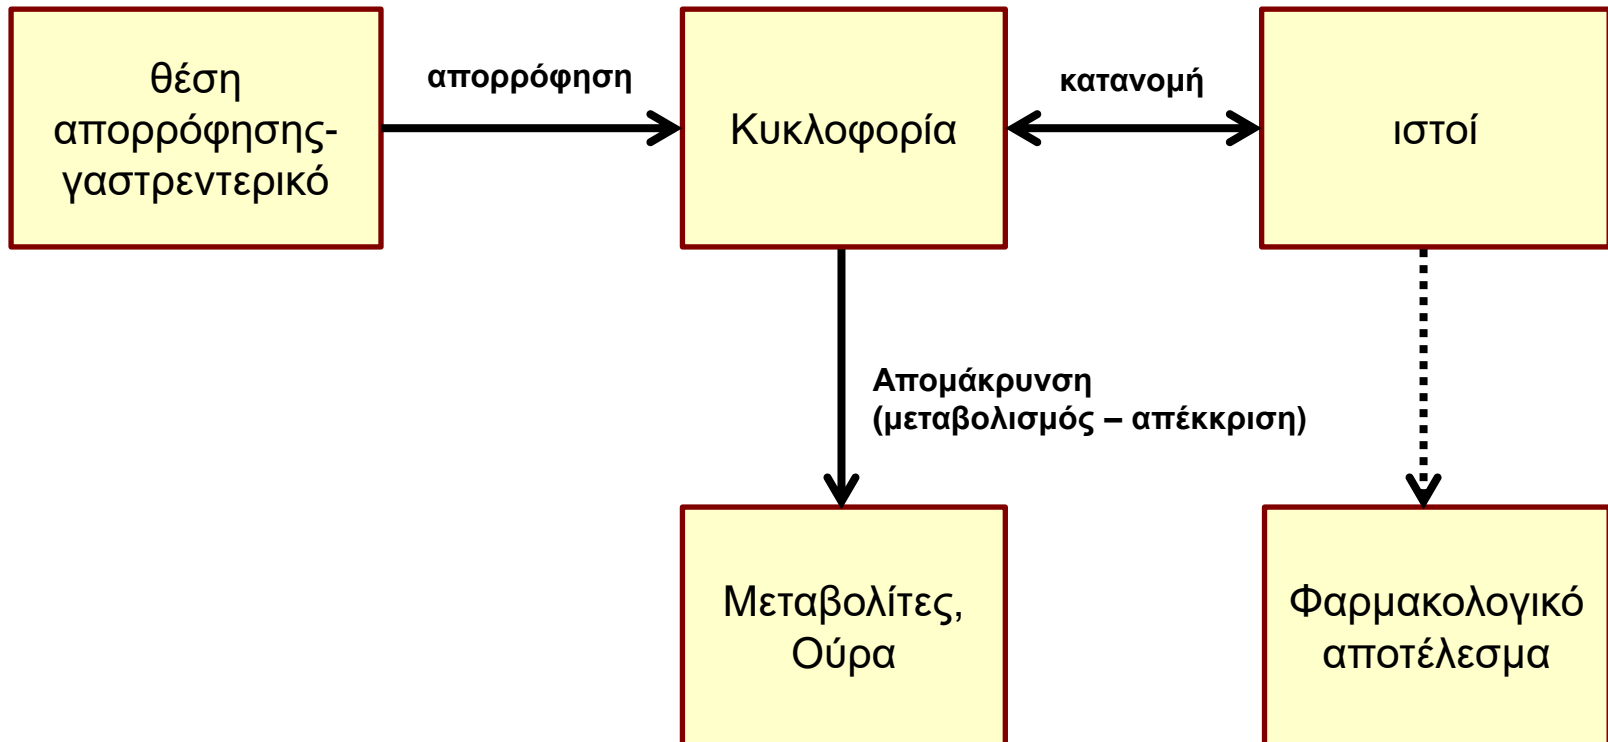 θέση
απορρόφησης-
γαστρεντερικό
απορρόφηση
Κυκλοφορία
κατανομή
ιστοί
Απομάκρυνση
(μεταβολισμός – απέκκριση)
Μεταβολίτες,
Ούρα
Φαρμακολογικό
αποτέλεσμα